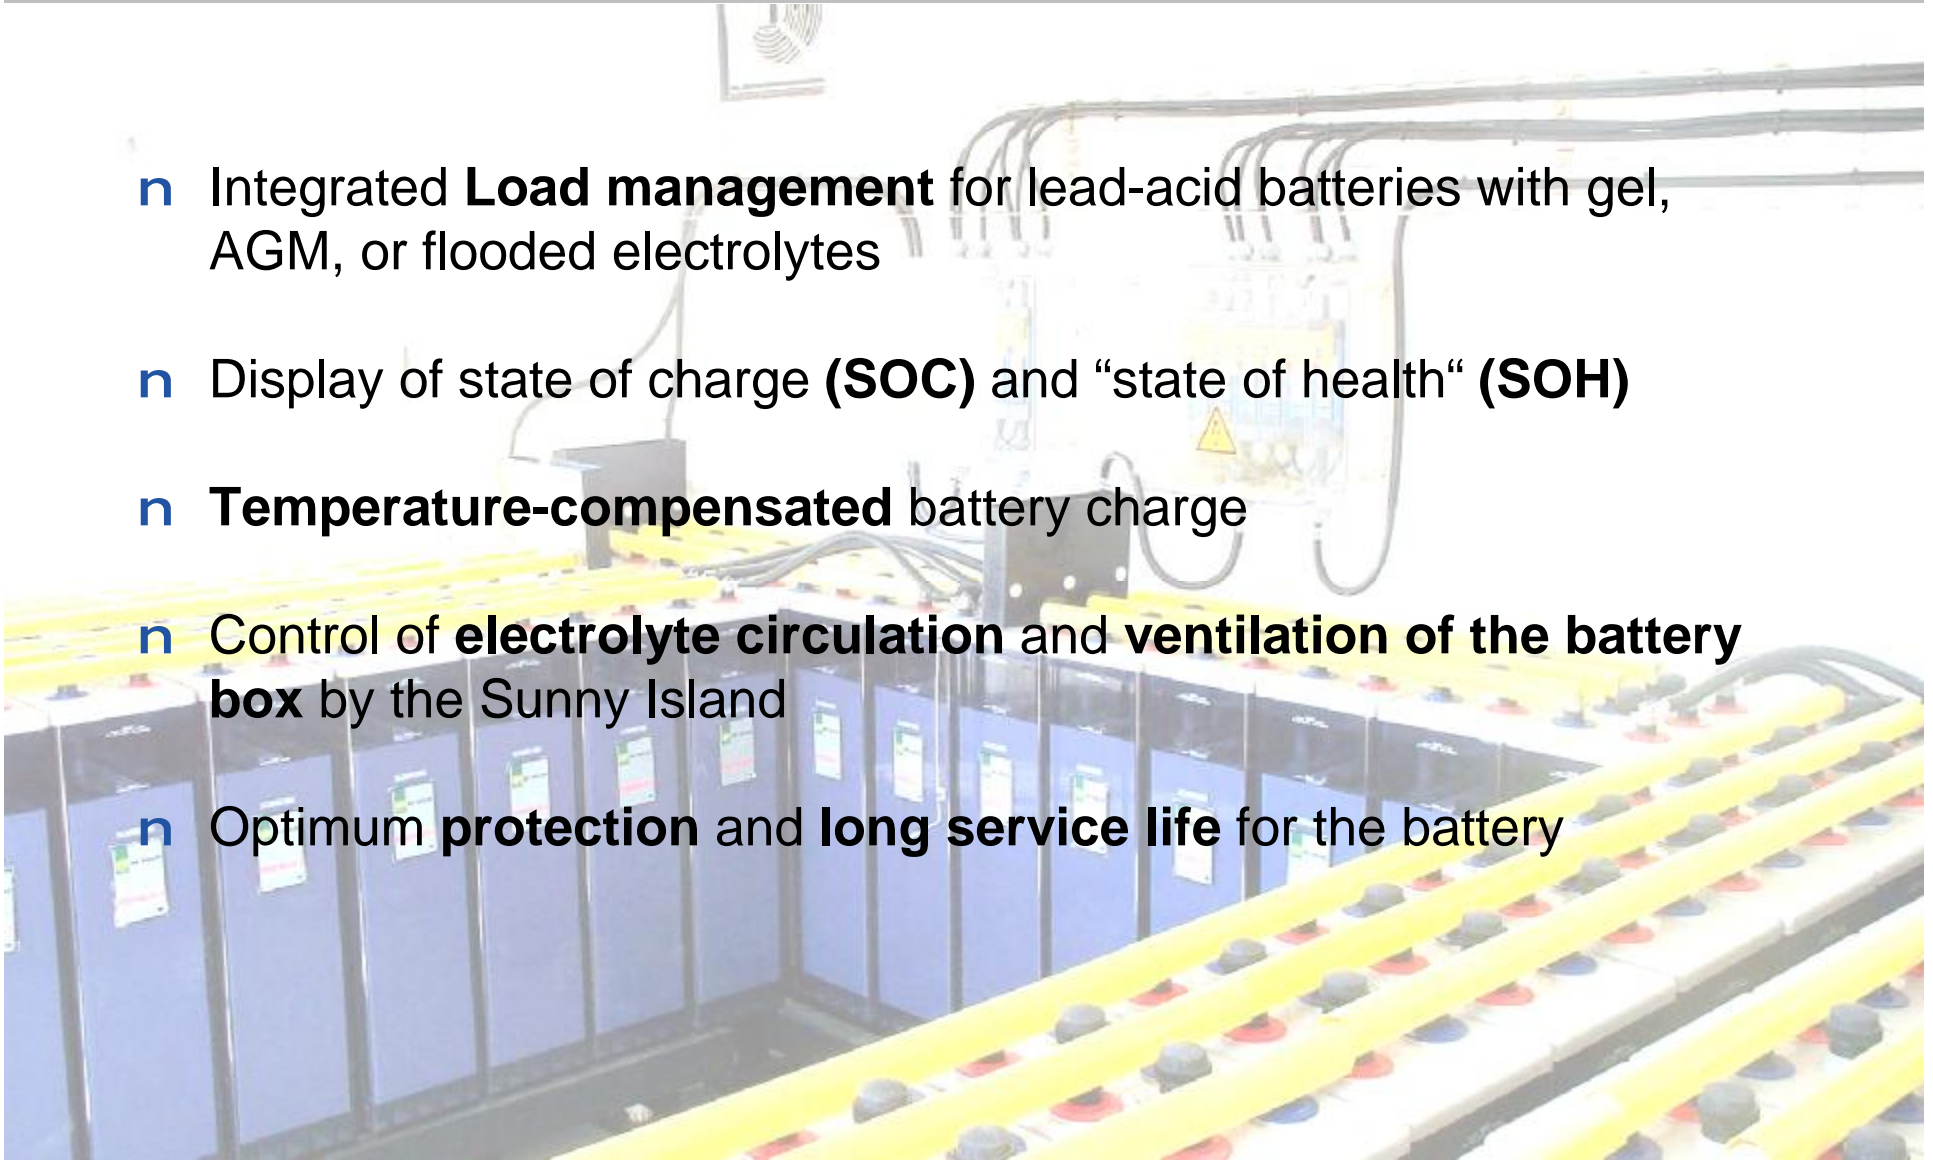 n Integrated Load management for lead-acid batteries with gel,
AGM, or flooded electrolytes
n Display of state of charge (SOC) and “state of health“ (SOH)
n Temperature-compensated battery charge
n Control of electrolyte circulation and ventilation of the battery
box by the Sunny Island
n Optimum protection and long service life for the battery